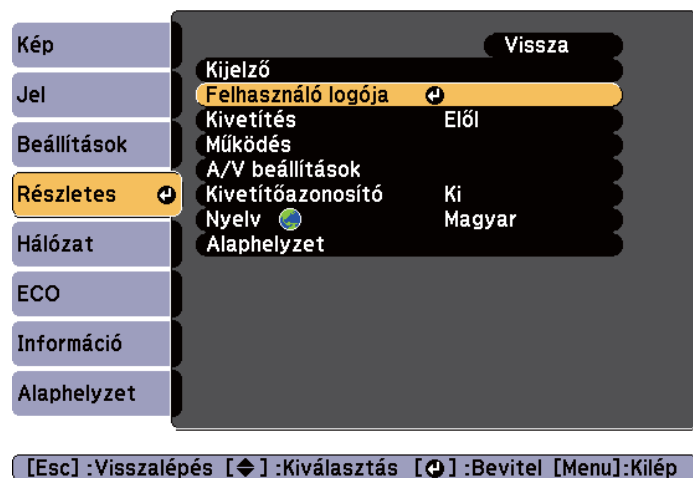 Kép
Jel
Beállítások
Részletes
Hálózat
ECO
Információ
Alaphelyzet
Vissza
Kijelző
Felhasználó logója
Kivetítés Elől
Működés
A/V beállítások
Kivetítőazonosító Ki
Nyelv Magyar
Alaphelyzet
[Esc] :Visszalépés [◆] :Kiválasztás [↵] :Bevitel [Menu]:Kilép